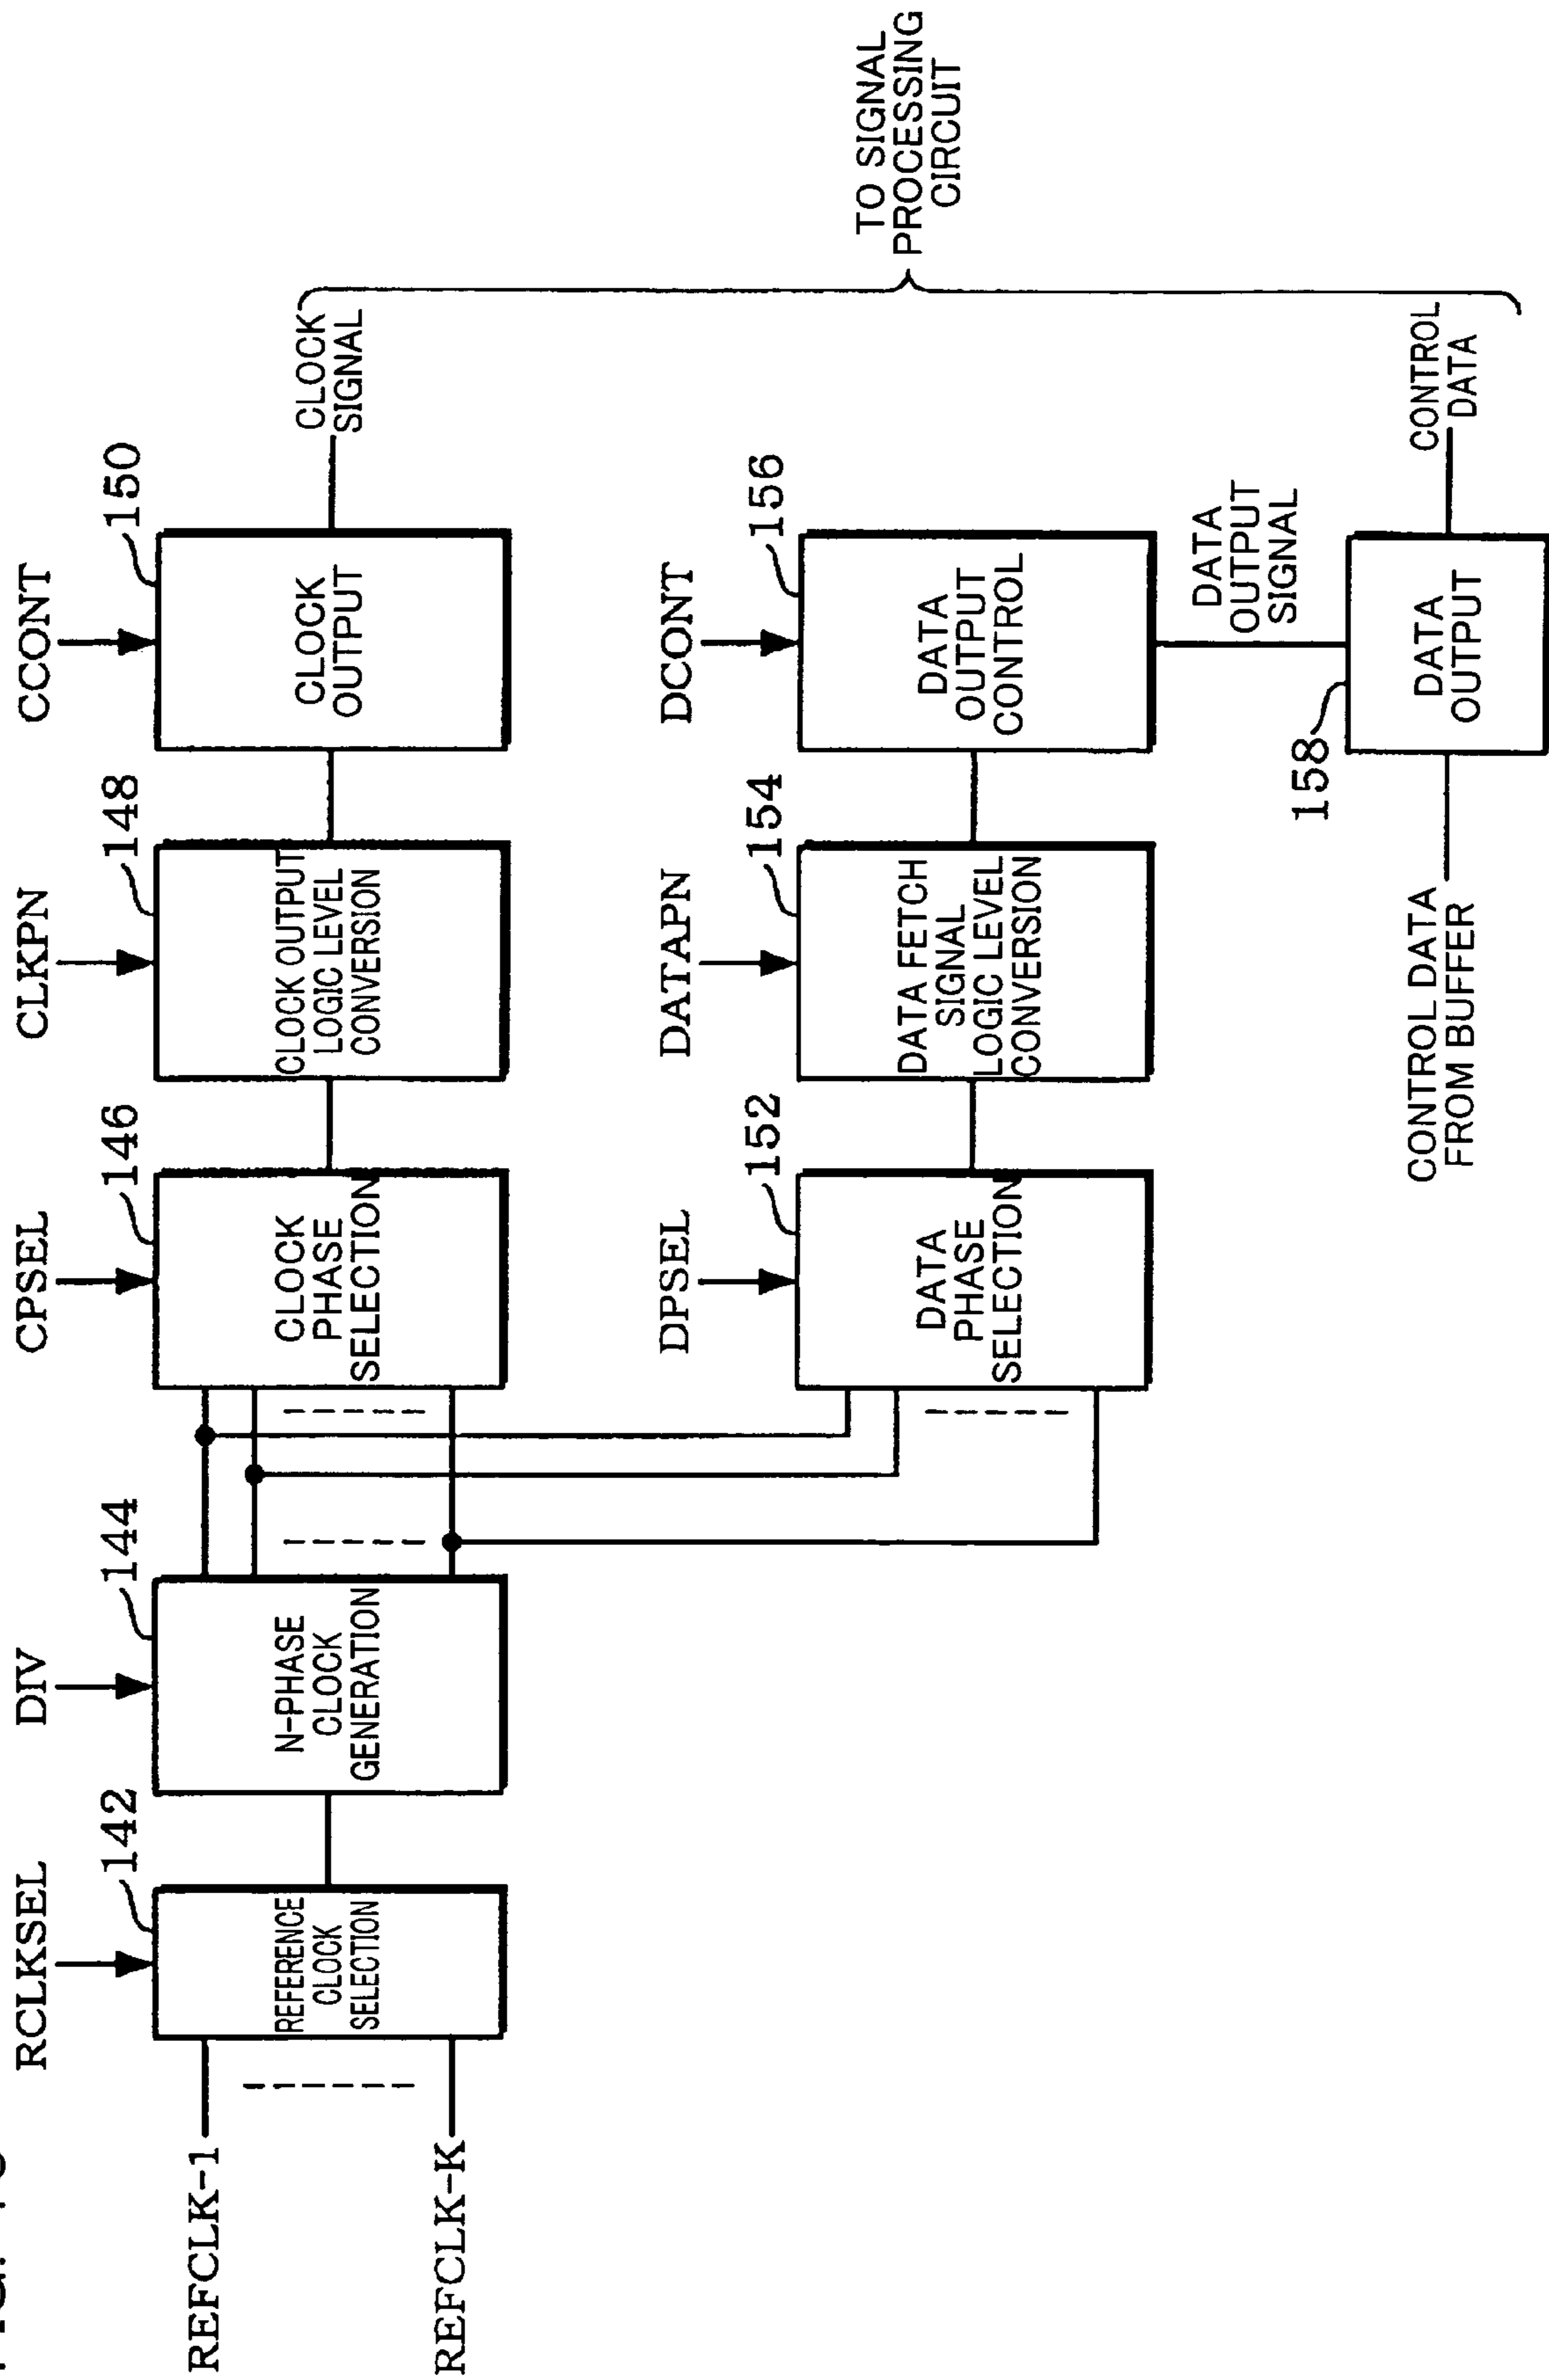 RCLKSEL
DIV
CPSEL
CLKPN
CCONT
142
144
146
148
150
REFCLK-1
REFCLK-K
REFERENCE
CLOCK
SELECTION
N-PHASE
CLOCK
GENERATION
CLOCK
PHASE
SELECTION
CLOCK OUTPUT
LOGIC LEVEL
CONVERSION
CLOCK
OUTPUT
CLOCK
SIGNAL
DPSEL
DATAPN
DCONT
152
154
156
DATA
PHASE
SELECTION
DATA FETCH
SIGNAL
LOGIC LEVEL
CONVERSION
DATA
OUTPUT
CONTROL
TO SIGNAL
PROCESSING
CIRCUIT
DATA
OUTPUT
SIGNAL
158
CONTROL DATA
FROM BUFFER
DATA
OUTPUT
CONTROL
DATA